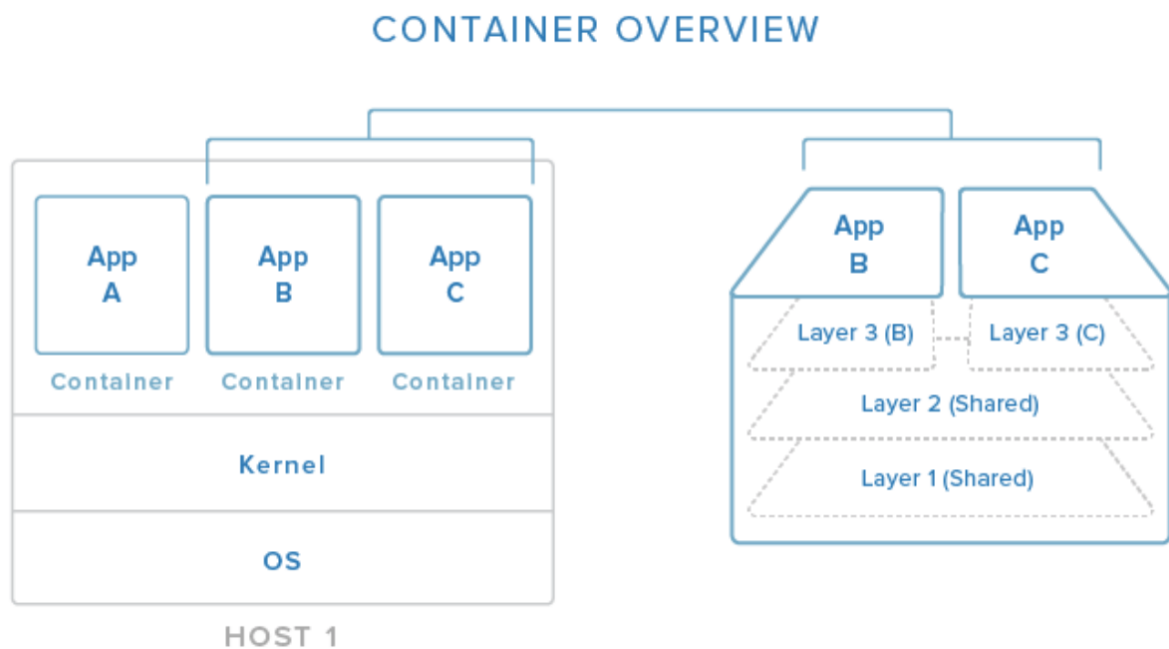 CONTAINER OVERVIEW
App
A
App
B
App
C
Container
Container
Container
Kernel
OS
HOST 1
App
B
App
C
Layer 3 (B)
Layer 3 (C)
Layer 2 (Shared)
Layer 1 (Shared)